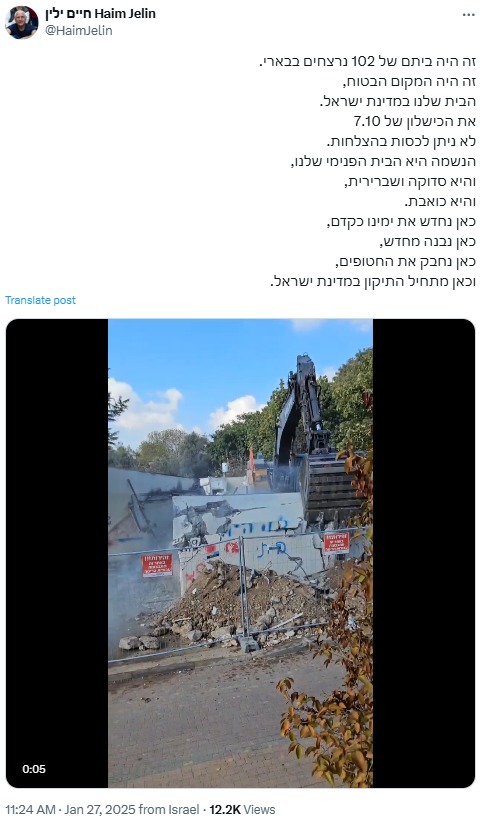 חיים ילין Haim Jelin
@HaimJelin
זה היה ביתם של 102 נרצחים בבארי.
זה היה המקום הבטוח,
הבית שלנו במדינת ישראל.
את הכישלון של 7.10
לא ניתן לכסות בהצלחות.
הנשמה היא הבית הפנימי שלנו,
והיא סדוקה ושברירית,
והיא כואבת.
כאן נחדש את ימינו כקדם,
כאן נבנה מחדש,
כאן נחבק את החטופים,
וכאן מתחיל התיקון במדינת ישראל.
Translate post
0:05
11:24 AM · Jan 27, 2025 from Israel · 12.2K Views